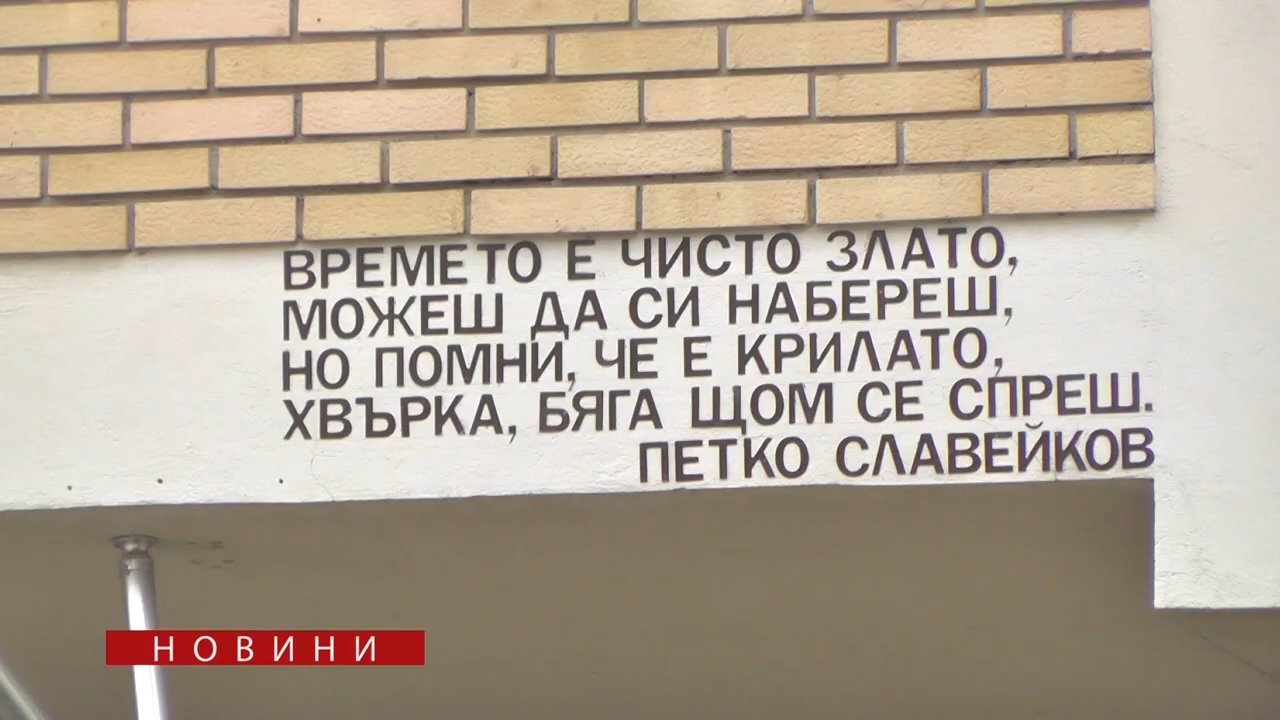 ВРЕМЕТО Е ЧИСТО ЗЛАТО,
МОЖЕШ ДА СИ НАБЕРЕШ,
НО ПОМНИ, ЧЕ Е КРИЛАТО,
ХВЪРКА, БЯГА ЩОМ СЕ СПРЕШ.
ПЕТКО СЛАВЕЙКОВ
НОВИНИ